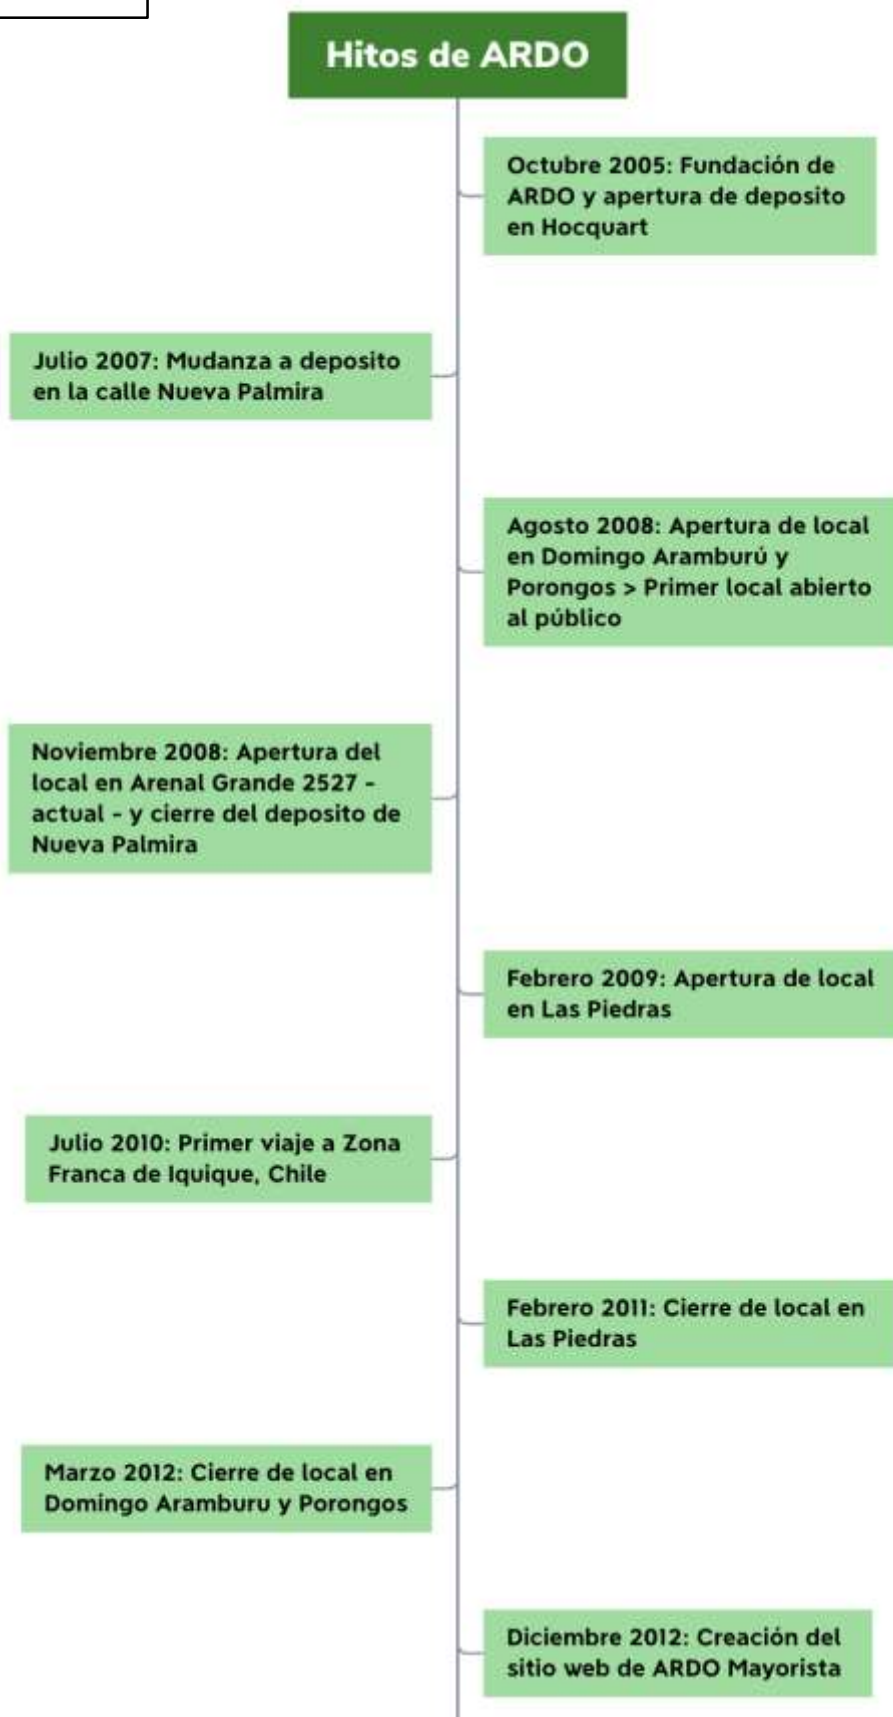 Hitos de ARDO
Octubre 2005: Fundación de
ARDO y apertura de deposito
en Hocquart
Julio 2007: Mudanza a deposito
en la calle Nueva Palmira
Agosto 2008: Apertura de local
en Domingo Aramburú y
Porongos > Primer local abierto
al público
Noviembre 2008: Apertura del
local en Arenal Grande 2527 -
actual - y cierre del deposito de
Nueva Palmira
Febrero 2009: Apertura de local
en Las Piedras
Julio 2010: Primer viaje a Zona
Franca de Iquique, Chile
Febrero 2011: Cierre de local en
Las Piedras
Marzo 2012: Cierre de local en
Domingo Aramburu y Porongos
Diciembre 2012: Creación del
sitio web de ARDO Mayorista